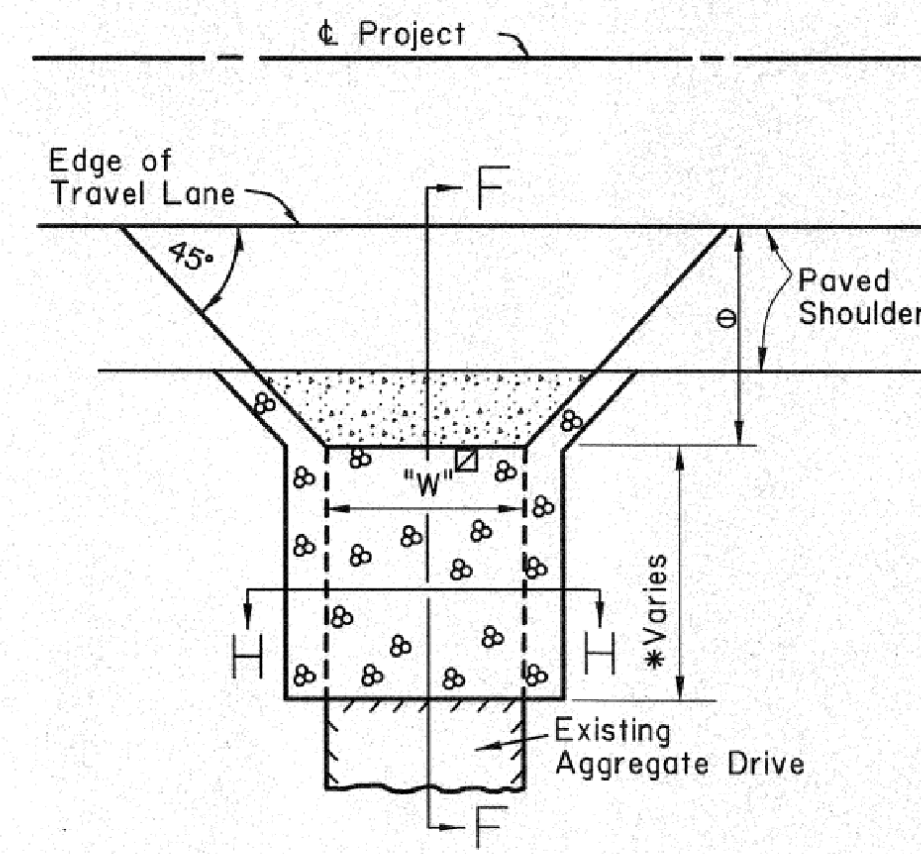 ℄ Project
Edge of
Travel Lane
F
45°
Paved
Shoulder
Θ
"W"
*Varies
H
H
Existing
Aggregate Drive
F